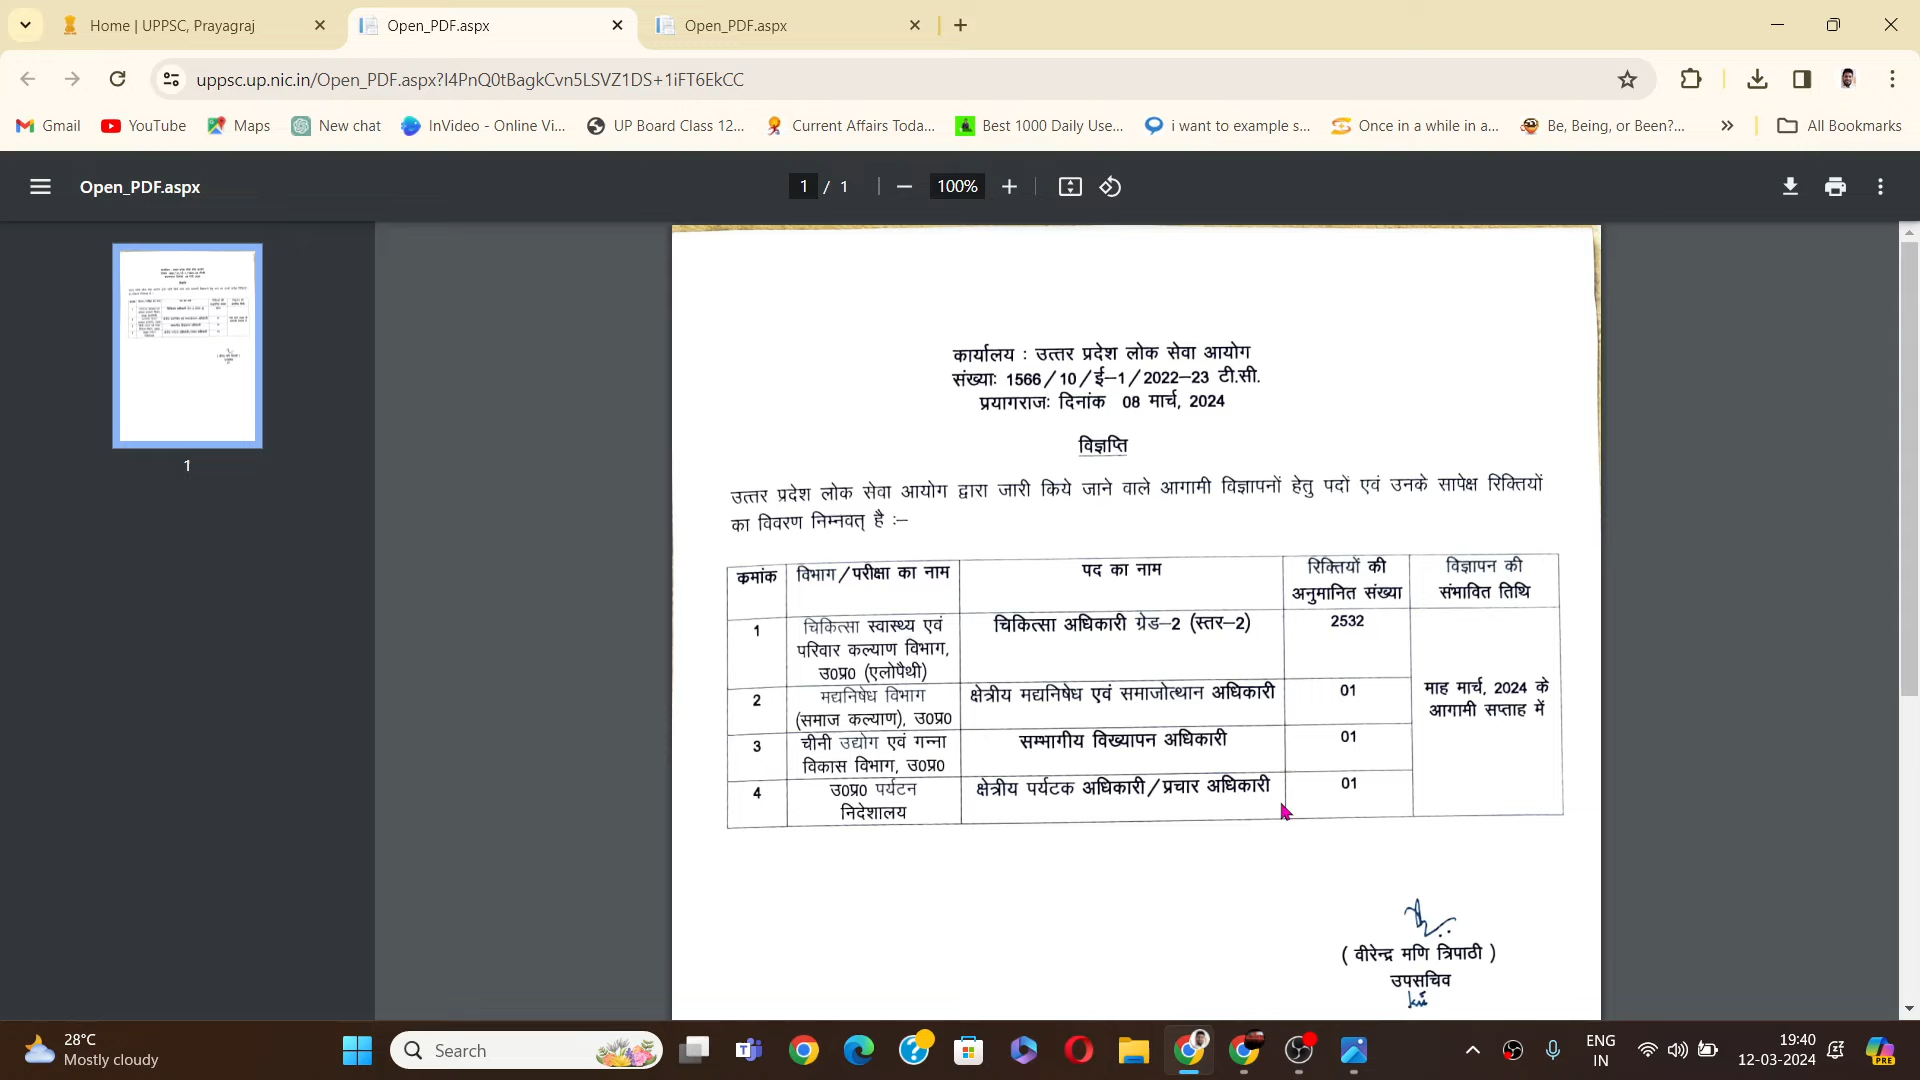 Home | UPPSC, Prayagraj
Open_PDF.aspx
Open_PDF.aspx
uppsc.up.nic.in/Open_PDF.aspx?I4PnQ0tBagkCvn5LSVZ1DS+1iFT6EkCC
Gmail YouTube Maps New chat InVideo - Online Vi... UP Board Class 12... Current Affairs Toda... Best 1000 Daily Use... i want to example s... Once in a while in a... Be, Being, or Been?... All Bookmarks
Open_PDF.aspx 1 / 1 100%
1
कार्यालय : उत्तर प्रदेश लोक सेवा आयोग
संख्याः 1566/10/ई–1/2022–23 टी.सी.
प्रयागराजः दिनांक 08 मार्च, 2024
विज्ञप्ति
उत्तर प्रदेश लोक सेवा आयोग द्वारा जारी किये जाने वाले आगामी विज्ञापनों हेतु पदों एवं उनके सापेक्ष रिक्तियों
का विवरण निम्नवत् है :–
क्रमांक विभाग/परीक्षा का नाम पद का नाम रिक्तियों की विज्ञापन की
अनुमानित संख्या संभावित तिथि
1 चिकित्सा स्वास्थ्य एवं चिकित्सा अधिकारी ग्रेड–2 (स्तर–2) 2532
परिवार कल्याण विभाग,
उ0प्र0 (एलोपैथी)
2 मद्यनिषेध विभाग क्षेत्रीय मद्यनिषेध एवं समाजोत्थान अधिकारी 01 माह मार्च, 2024 के
(समाज कल्याण), उ0प्र0 आगामी सप्ताह में
3 चीनी उद्योग एवं गन्ना सम्भागीय विख्यापन अधिकारी 01
विकास विभाग, उ0प्र0
4 उ0प्र0 पर्यटन क्षेत्रीय पर्यटक अधिकारी/प्रचार अधिकारी 01
निदेशालय
( वीरेन्द्र मणि त्रिपाठी )
उपसचिव
28°C
Mostly cloudy
Search
ENG
IN
19:40
12-03-2024
PRE